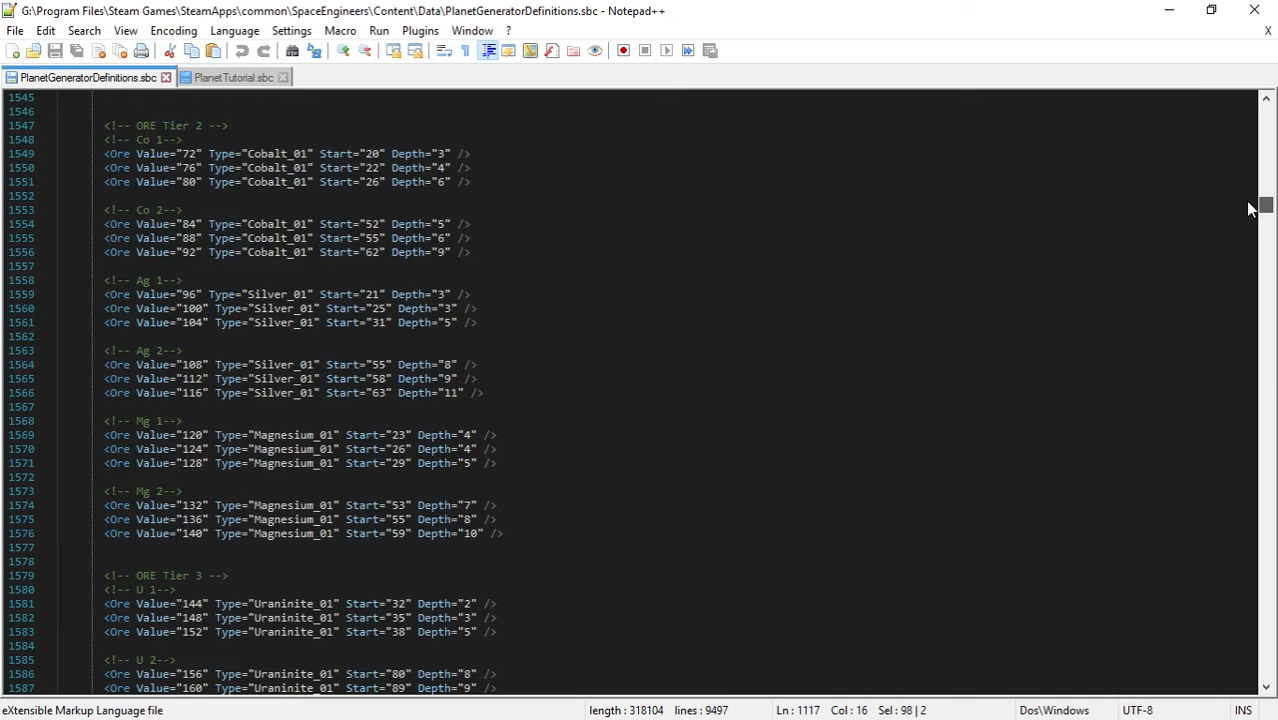 G:\Program Files\Steam Games\SteamApps\common\SpaceEngineers\Content\Data\PlanetGeneratorDefinitions.sbc - Notepad++
File Edit Search View Encoding Language Settings Macro Run Plugins Window ? X
PlanetGeneratorDefinitions.sbc PlanetTutorial.sbc
1545
1546
1547 <!-- ORE Tier 2 -->
1548 <!-- Co 1-->
1549 <Ore Value="72" Type="Cobalt_01" Start="20" Depth="3" />
1550 <Ore Value="76" Type="Cobalt_01" Start="22" Depth="4" />
1551 <Ore Value="80" Type="Cobalt_01" Start="26" Depth="6" />
1552
1553 <!-- Co 2-->
1554 <Ore Value="84" Type="Cobalt_01" Start="52" Depth="5" />
1555 <Ore Value="88" Type="Cobalt_01" Start="55" Depth="6" />
1556 <Ore Value="92" Type="Cobalt_01" Start="62" Depth="9" />
1557
1558 <!-- Ag 1-->
1559 <Ore Value="96" Type="Silver_01" Start="21" Depth="3" />
1560 <Ore Value="100" Type="Silver_01" Start="25" Depth="3" />
1561 <Ore Value="104" Type="Silver_01" Start="31" Depth="5" />
1562
1563 <!-- Ag 2-->
1564 <Ore Value="108" Type="Silver_01" Start="55" Depth="8" />
1565 <Ore Value="112" Type="Silver_01" Start="58" Depth="9" />
1566 <Ore Value="116" Type="Silver_01" Start="63" Depth="11" />
1567
1568 <!-- Mg 1-->
1569 <Ore Value="120" Type="Magnesium_01" Start="23" Depth="4" />
1570 <Ore Value="124" Type="Magnesium_01" Start="26" Depth="4" />
1571 <Ore Value="128" Type="Magnesium_01" Start="29" Depth="5" />
1572
1573 <!-- Mg 2-->
1574 <Ore Value="132" Type="Magnesium_01" Start="53" Depth="7" />
1575 <Ore Value="136" Type="Magnesium_01" Start="55" Depth="8" />
1576 <Ore Value="140" Type="Magnesium_01" Start="59" Depth="10" />
1577
1578
1579 <!-- ORE Tier 3 -->
1580 <!-- U 1-->
1581 <Ore Value="144" Type="Uraninite_01" Start="32" Depth="2" />
1582 <Ore Value="148" Type="Uraninite_01" Start="35" Depth="3" />
1583 <Ore Value="152" Type="Uraninite_01" Start="38" Depth="5" />
1584
1585 <!-- U 2-->
1586 <Ore Value="156" Type="Uraninite_01" Start="80" Depth="8" />
1587 <Ore Value="160" Type="Uraninite_01" Start="89" Depth="9" />
eXtensible Markup Language file length : 318104 lines : 9497 Ln : 1117 Col : 16 Sel : 98 | 2 Dos\Windows UTF-8 INS